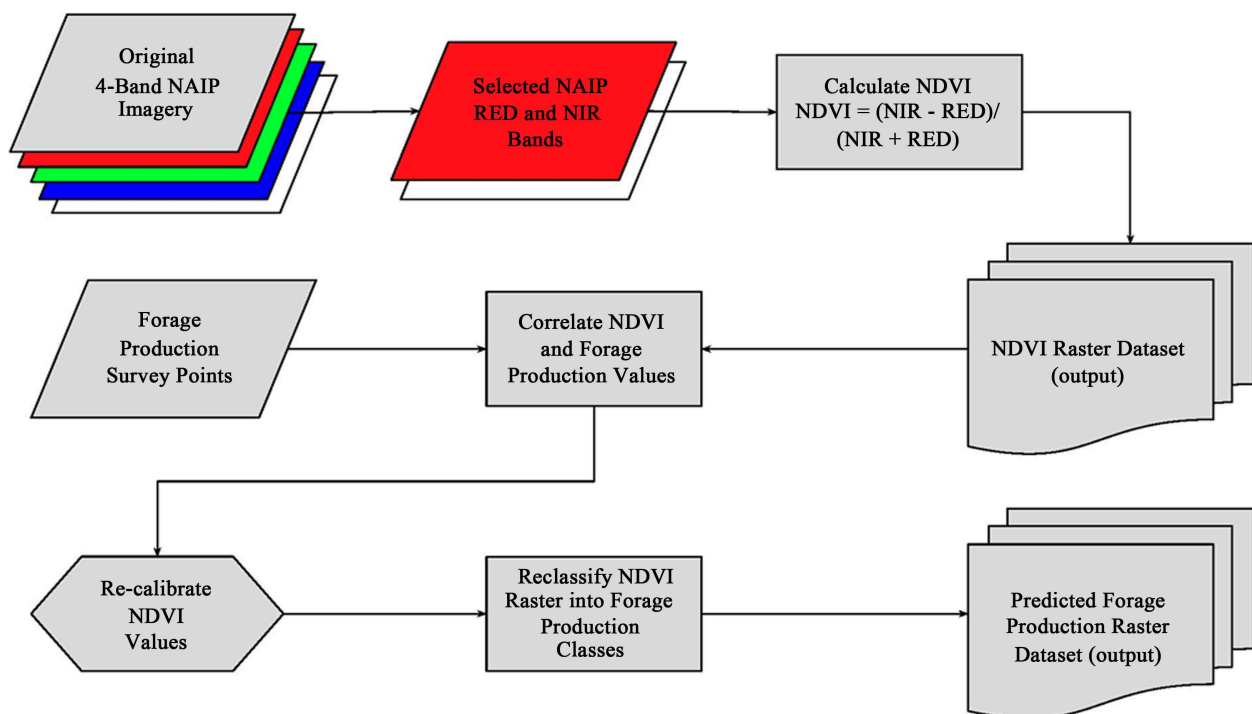 Original
4-Band NAIP
Imagery
Selected NAIP
RED and NIR
Bands
Calculate NDVI
NDVI = (NIR - RED)/
(NIR + RED)
Forage
Production
Survey Points
Correlate NDVI
and Forage
Production Values
NDVI Raster Dataset
(output)
Re-calibrate
NDVI
Values
Reclassify NDVI
Raster into Forage
Production
Classes
Predicted Forage
Production Raster
Dataset (output)